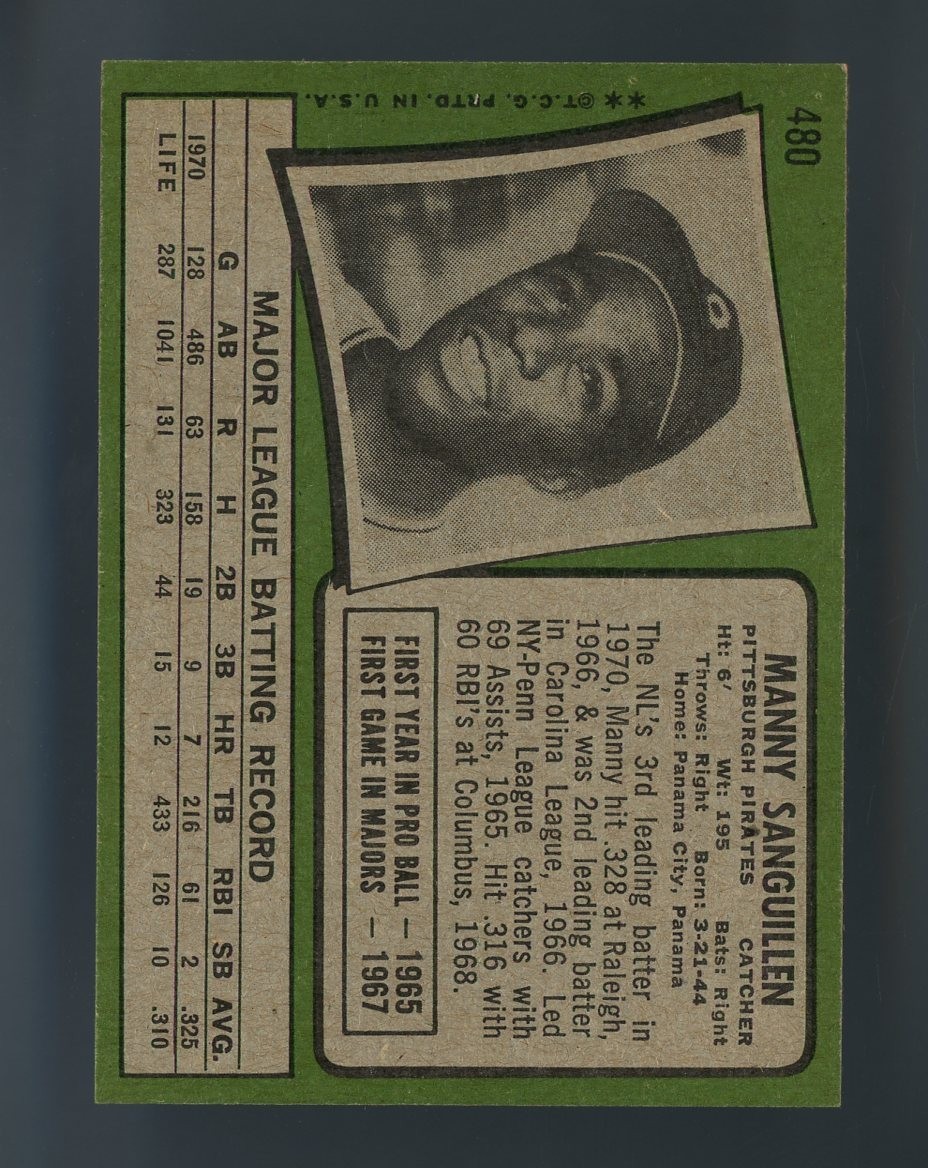 480
★★ ©T.C.G. PRTD. IN U.S.A.
MANNY SANGUILLEN
PITTSBURGH PIRATES CATCHER
Ht: 6' Wt: 195 Bats: Right
Throws: Right Born: 3-21-44
Home: Panama City, Panama
The NL's 3rd leading batter in
1970, Manny hit .328 at Raleigh,
1966, & was 2nd leading batter
in Carolina League, 1966. Led
NY-Penn League catchers with
69 Assists, 1965. Hit .316 with
60 RBI's at Columbus, 1968.
FIRST YEAR IN PRO BALL — 1965
FIRST GAME IN MAJORS — 1967
MAJOR LEAGUE BATTING RECORD
G AB R H 2B 3B HR TB RBI SB AVG.
1970 128 486 63 158 19 9 7 216 61 2 .325
LIFE 287 1041 131 323 44 15 12 433 126 10 .310